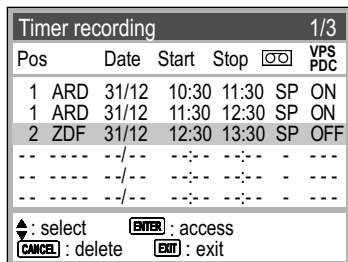 Timer recording 1/3
Pos Date Start Stop VPS PDC
1 ARD 31/12 10:30 11:30 SP ON
1 ARD 31/12 11:30 12:30 SP ON
2 ZDF 31/12 12:30 13:30 SP OFF
-- ---- --/-- --:-- --:-- - ---
-- ---- --/-- --:-- --:-- - ---
-- ---- --/-- --:-- --:-- - ---
: select ENTER : access
CANCEL : delete EXIT : exit